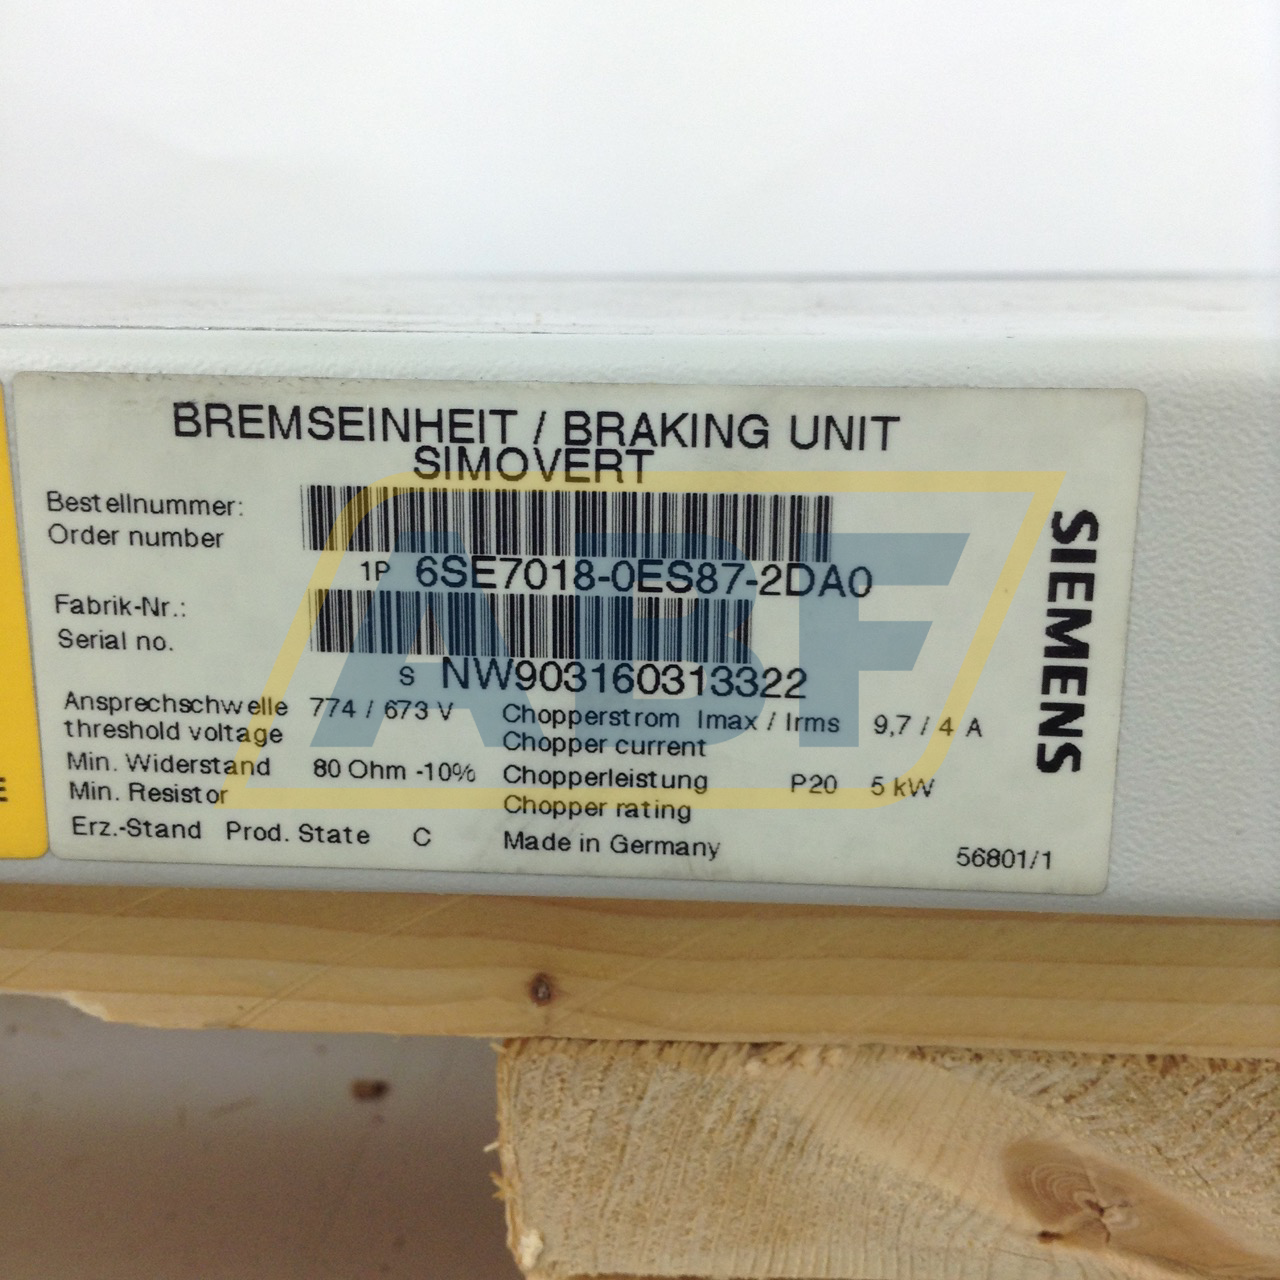 BREMSEINHEIT / BRAKING UNIT
SIMOVERT
Bestellnummer:
Order number
1P 6SE7018-0ES87-2DA0
Fabrik-Nr.:
Serial no.
S NW903160313322
Ansprechschwelle 774 / 673 V
threshold voltage
Min. Widerstand 80 Ohm -10%
Min. Resistor
Erz.-Stand Prod. State C
Chopperstrom Imax / Irms 9,7 / 4 A
Chopper current
Chopperleistung P20 5 kW
Chopper rating
Made in Germany
56801/1
SIEMENS
ABF
E